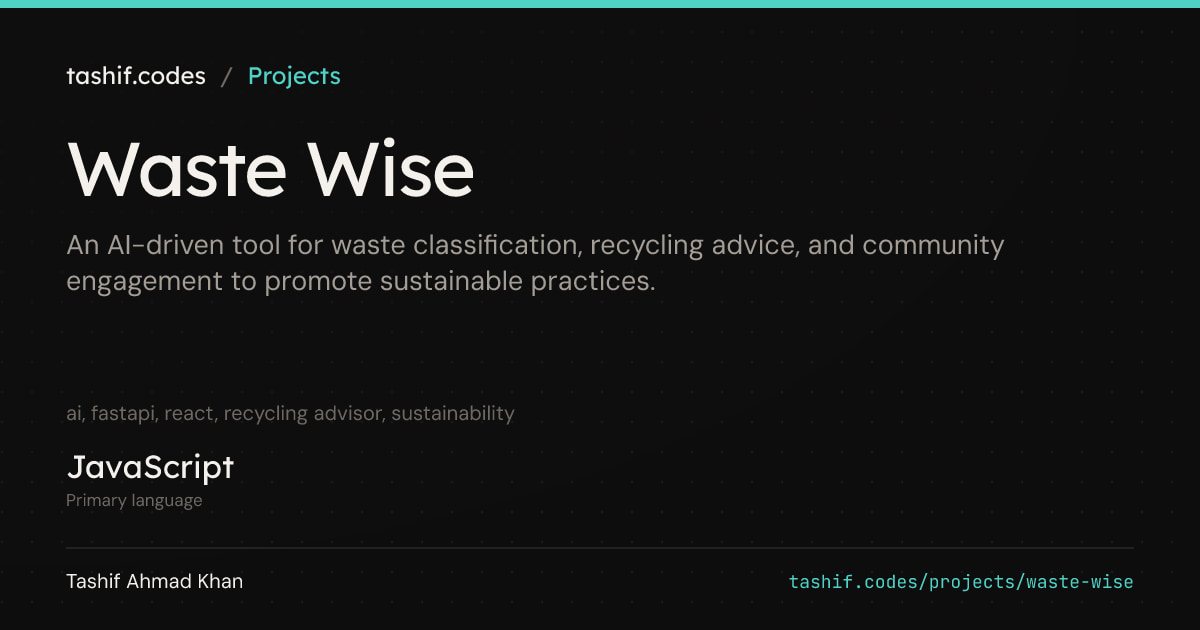 tashif.codes / Projects
Waste Wise
An AI-driven tool for waste classification, recycling advice, and community
engagement to promote sustainable practices.
ai, fastapi, react, recycling advisor, sustainability
JavaScript
Primary language
Tashif Ahmad Khan
tashif.codes/projects/waste-wise